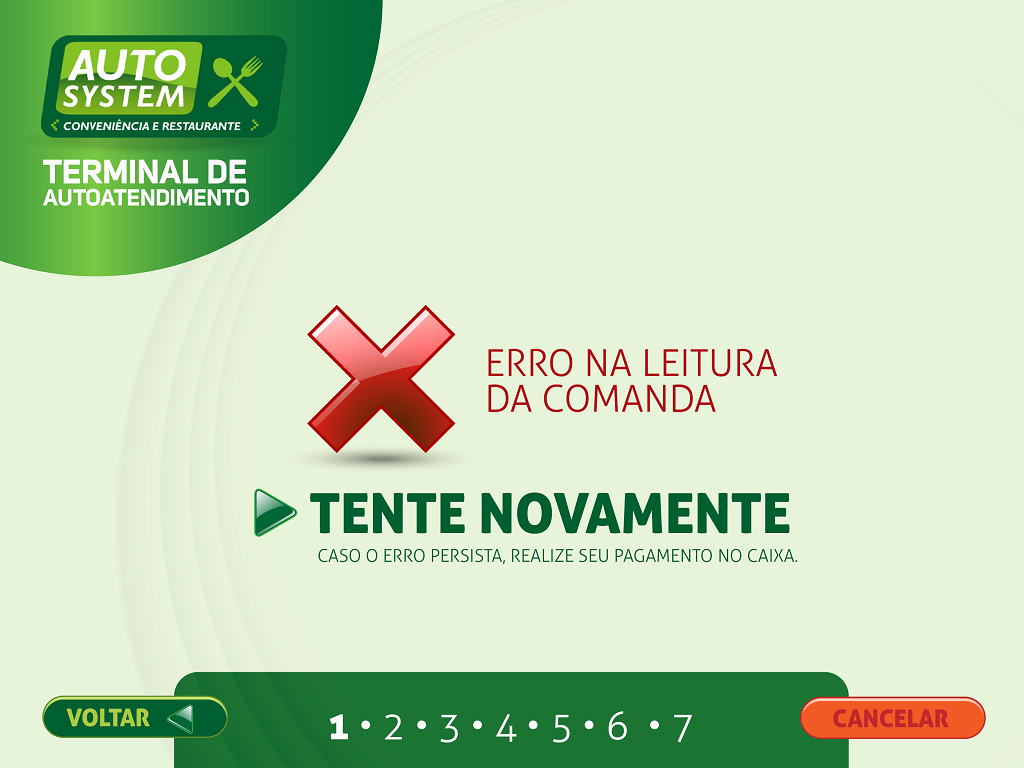 AUTO
SYSTEM
CONVENIÊNCIA E RESTAURANTE
TERMINAL DE
AUTOATENDIMENTO
ERRO NA LEITURA
DA COMANDA
TENTE NOVAMENTE
CASO O ERRO PERSISTA, REALIZE SEU PAGAMENTO NO CAIXA.
VOLTAR
1 • 2 • 3 • 4 • 5 • 6 • 7
CANCELAR